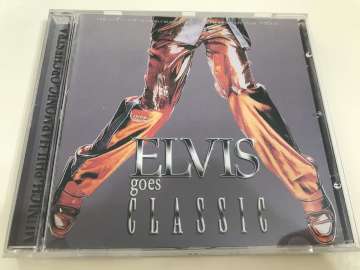 ELVIS
goes
CLASSIC
MUNICH PHILHARMONIC ORCHESTRA